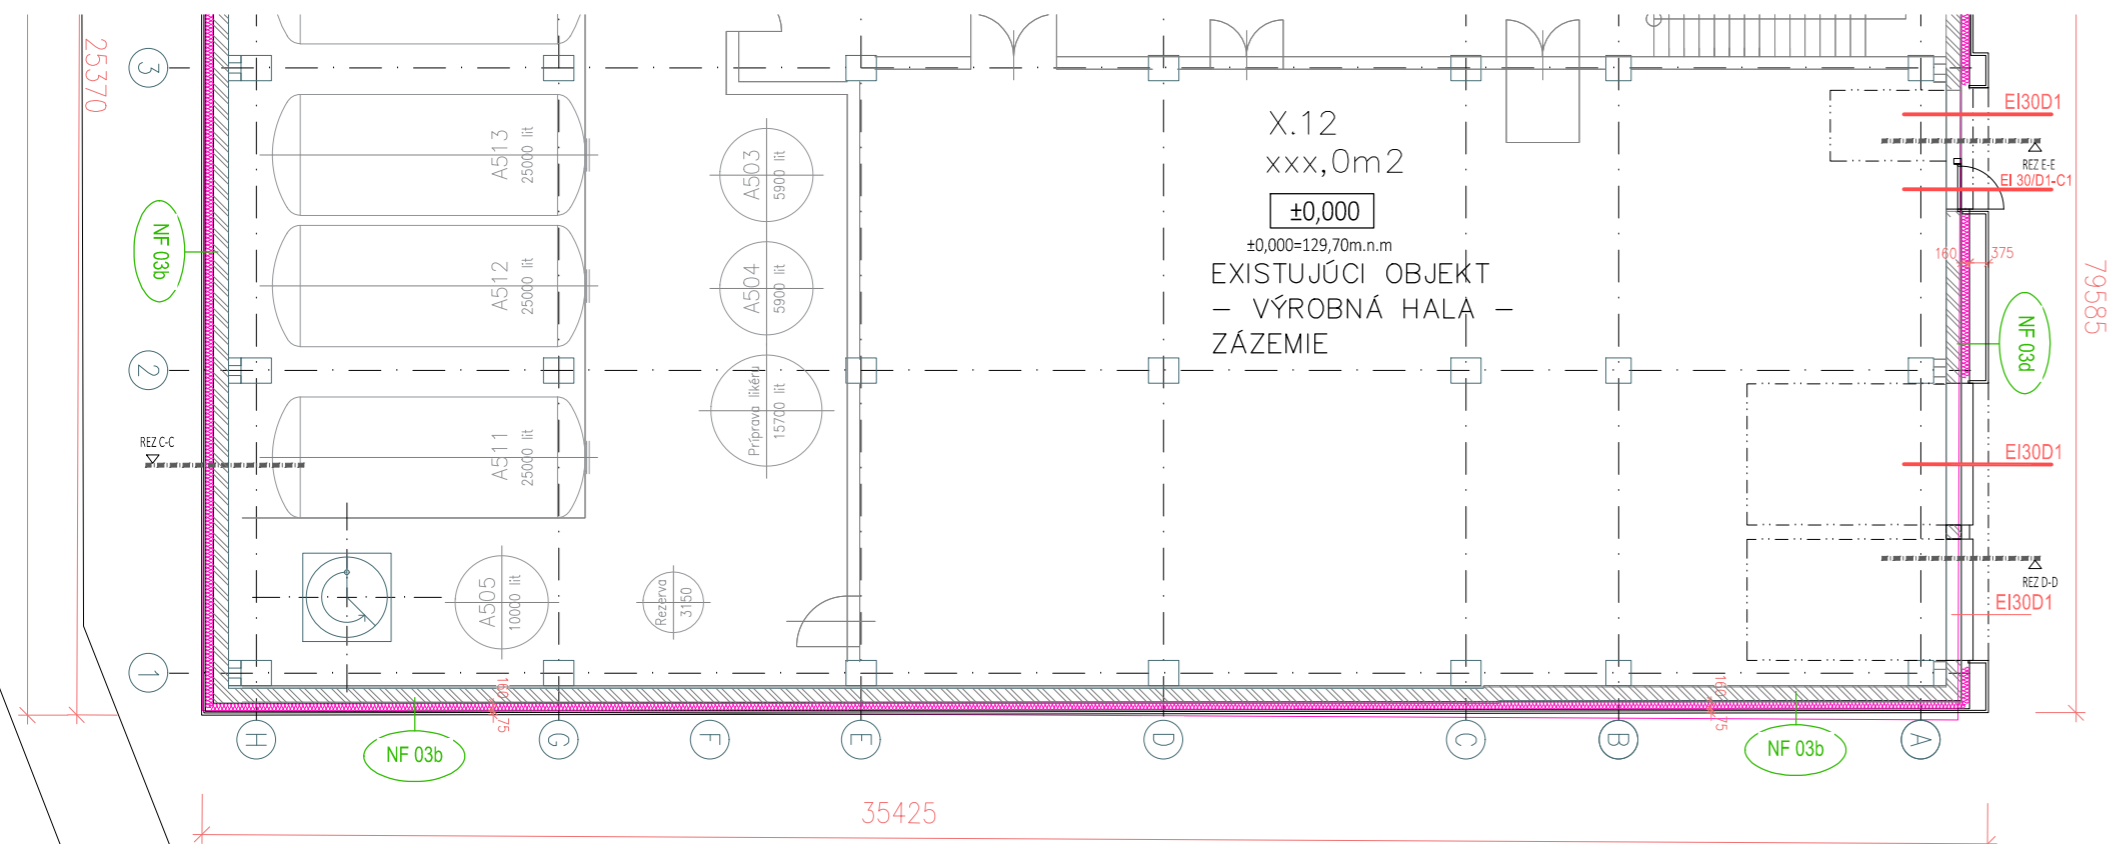 25370
3
2
1
NF 03b
REZ C-C
A513
25000 lit
A512
25000 lit
A511
25000 lit
A503
5900 lit
A504
5900 lit
Príprava likéru
15700 lit
A505
10000 lit
Rezerva
3150
X.12
xxx,0m2
±0,000
±0,000=129,70m.n.m
EXISTUJÚCI OBJEKT
– VÝROBNÁ HALA –
ZÁZEMIE
EI30D1
REZ E-E
EI 30/D1-C1
160
375
79585
NF 03d
EI30D1
REZ D-D
EI30D1
H
G
F
E
D
C
B
A
NF 03b
NF 03b
35425